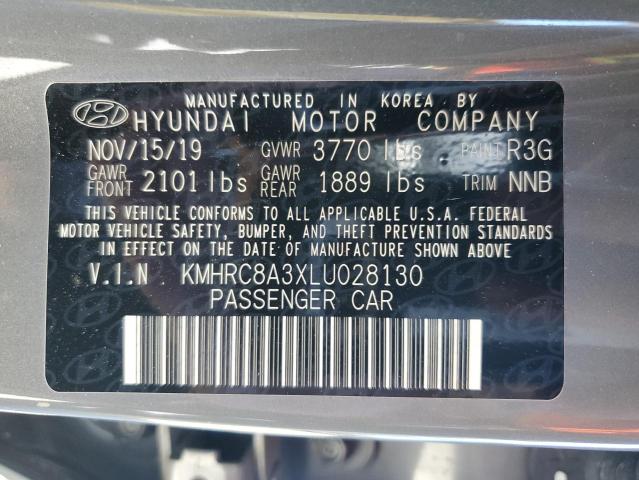 MANUFACTURED IN KOREA BY
HYUNDAI MOTOR COMPANY
NOV/15/19 GVWR 3770 lbs PAINT R3G
GAWR FRONT 2101 lbs GAWR REAR 1889 lbs TRIM NNB
THIS VEHICLE CONFORMS TO ALL APPLICABLE U.S.A. FEDERAL
MOTOR VEHICLE SAFETY, BUMPER, AND THEFT PREVENTION STANDARDS
IN EFFECT ON THE DATE OF MANUFACTURE SHOWN ABOVE
V.I.N KMHRC8A3XLU028130
PASSENGER CAR